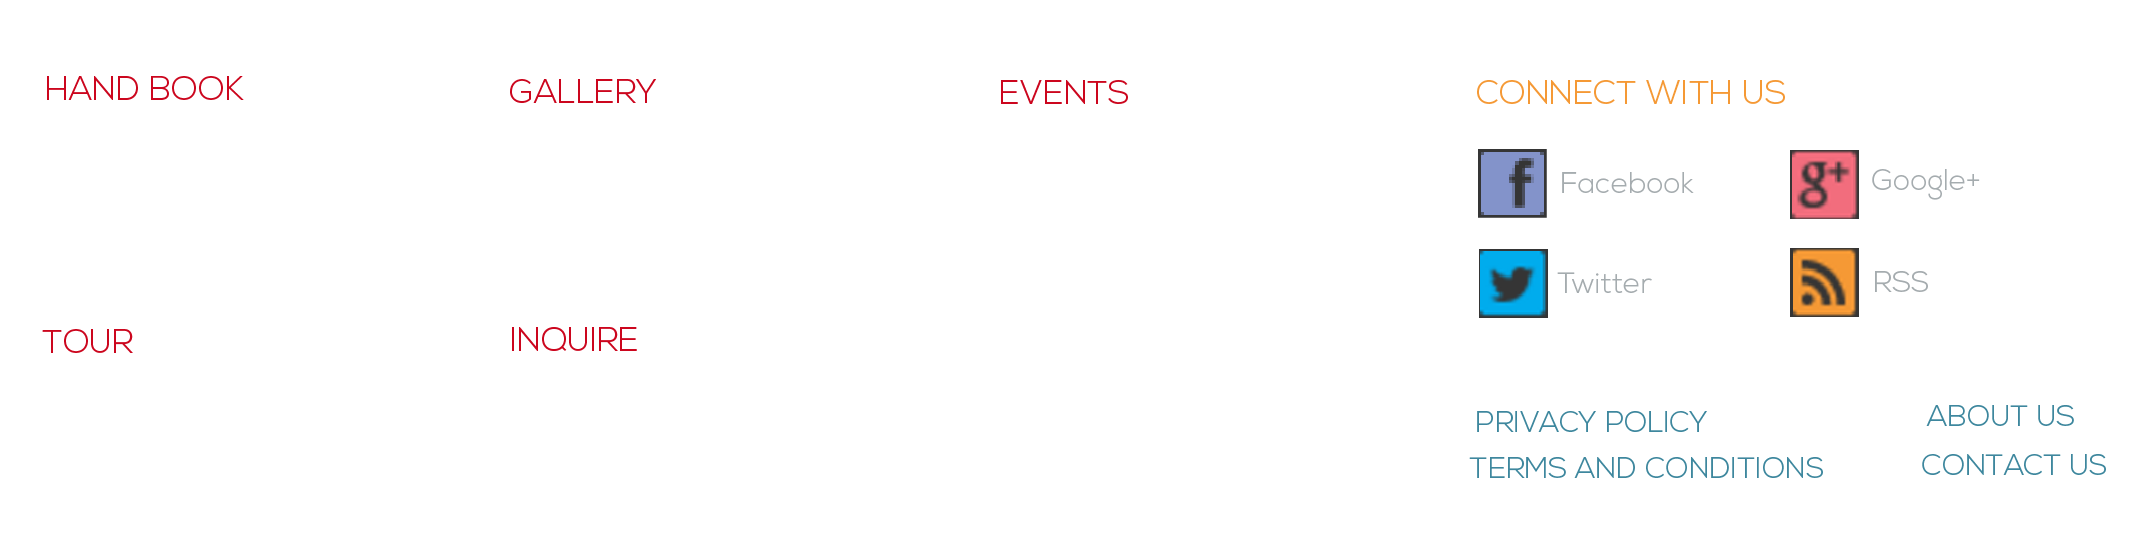 HAND BOOK
GALLERY
EVENTS
TOUR
INQUIRE
CONNECT WITH US
Facebook
Google+
Twitter
RSS
PRIVACY POLICY
ABOUT US
TERMS AND CONDITIONS
CONTACT US